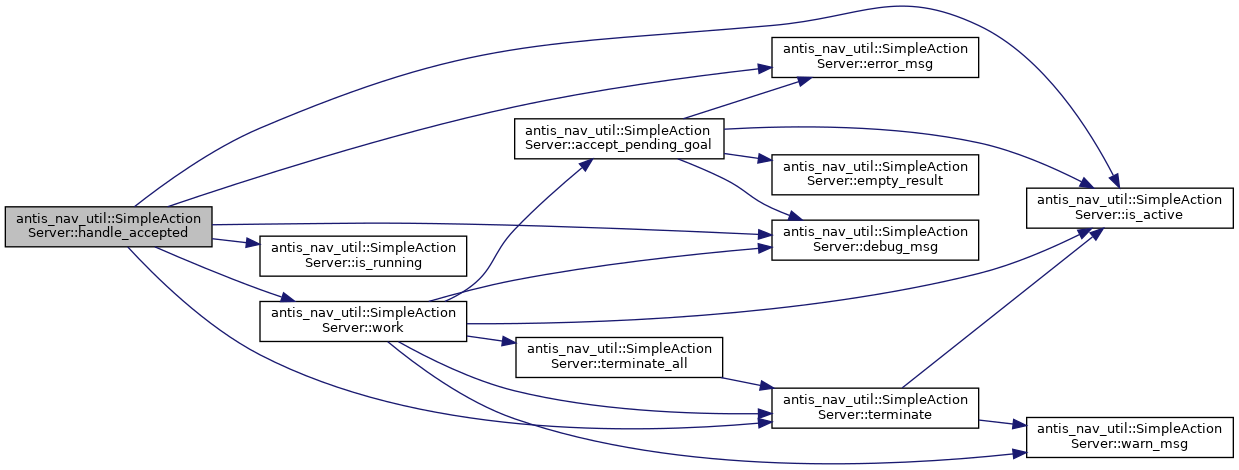 antis_nav_util::SimpleAction
Server::handle_accepted
antis_nav_util::SimpleAction
Server::is_running
antis_nav_util::SimpleAction
Server::work
antis_nav_util::SimpleAction
Server::accept_pending_goal
antis_nav_util::SimpleAction
Server::terminate_all
antis_nav_util::SimpleAction
Server::error_msg
antis_nav_util::SimpleAction
Server::empty_result
antis_nav_util::SimpleAction
Server::debug_msg
antis_nav_util::SimpleAction
Server::terminate
antis_nav_util::SimpleAction
Server::is_active
antis_nav_util::SimpleAction
Server::warn_msg